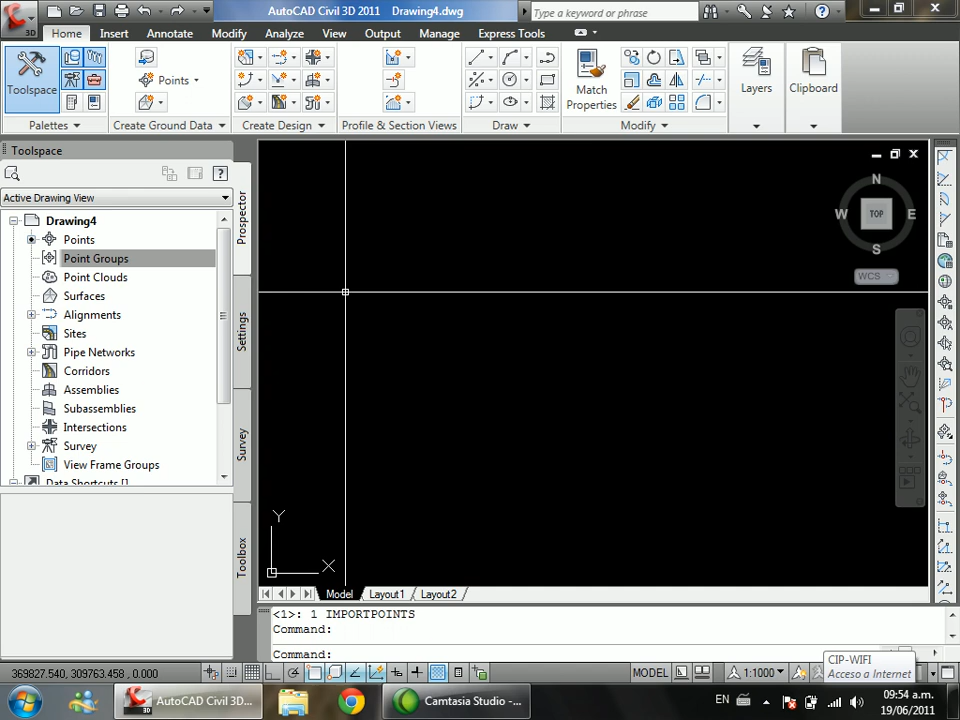 AutoCAD Civil 3D 2011 Drawing4.dwg
Type a keyword or phrase
3D
Home Insert Annotate Modify Analyze View Output Manage Express Tools
Toolspace
Points
Match
Properties
Layers
Clipboard
Palettes Create Ground Data Create Design Profile & Section Views Draw Modify
Toolspace
Active Drawing View
Drawing4
Points
Point Groups
Point Clouds
Surfaces
Alignments
Sites
Pipe Networks
Corridors
Assemblies
Subassemblies
Intersections
Survey
View Frame Groups
Data Shortcuts []
Prospector
Settings
Survey
Toolbox
N
W TOP E
S
WCS
Y
X
Model Layout1 Layout2
<1>: 1 IMPORTPOINTS
Command:
Command:
369827.540, 309763.458 , 0.000
MODEL
1:1000
CIP-WIFI
Acceso a Internet
AutoCAD Civil 3D...
Camtasia Studio -...
EN
09:54 a.m.
19/06/2011